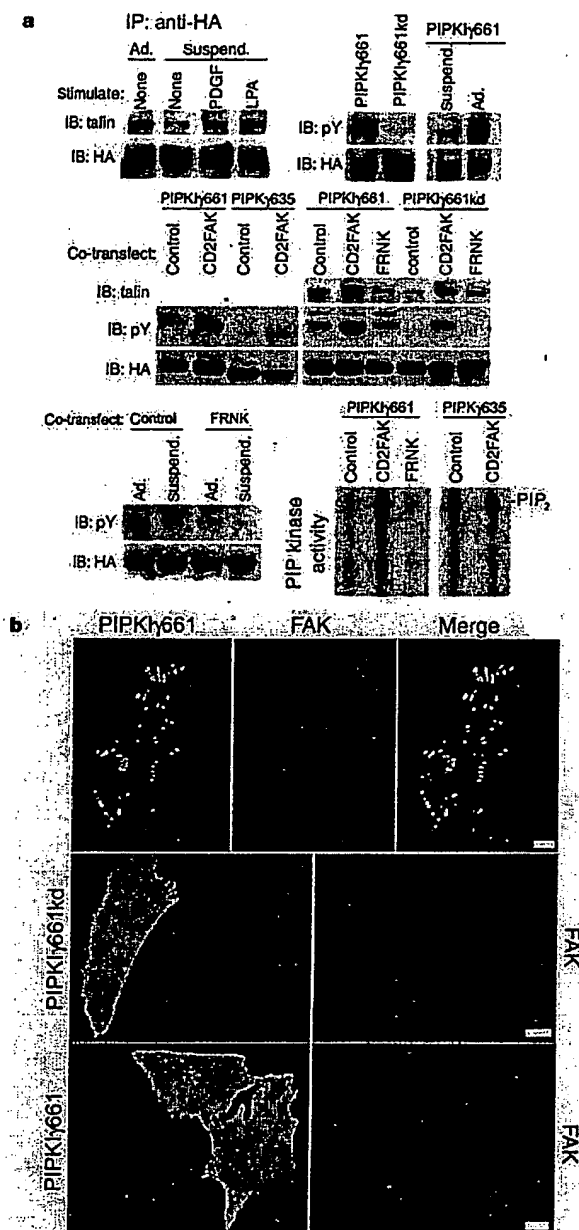 a
IP: anti-HA
Ad. Suspend.
Stimulate: None None PDGF LPA
IB: talin
IB: HA
PIPKIγ661 PIPKIγ661kd
PIPKIγ661
Suspend. Ad.
IB: pY
IB: HA
PIPKIγ661 PIPKγ635 PIPKIγ661 PIPKIγ661kd
Co-transfect: Control CD2FAK Control CD2FAK Control CD2FAK FRNK Control CD2FAK FRNK
IB: talin
IB: pY
IB: HA
Co-transfect: Control FRNK
Ad. Suspend. Ad. Suspend.
IB: pY
IB: HA
PIPKIγ661 PIPKγ635
Control CD2FAK FRNK Control CD2FAK
PIP kinase activity
PIP2
b
PIPKIγ661 FAK Merge
PIPKIγ661kd FAK
PIPKIγ661 FAK